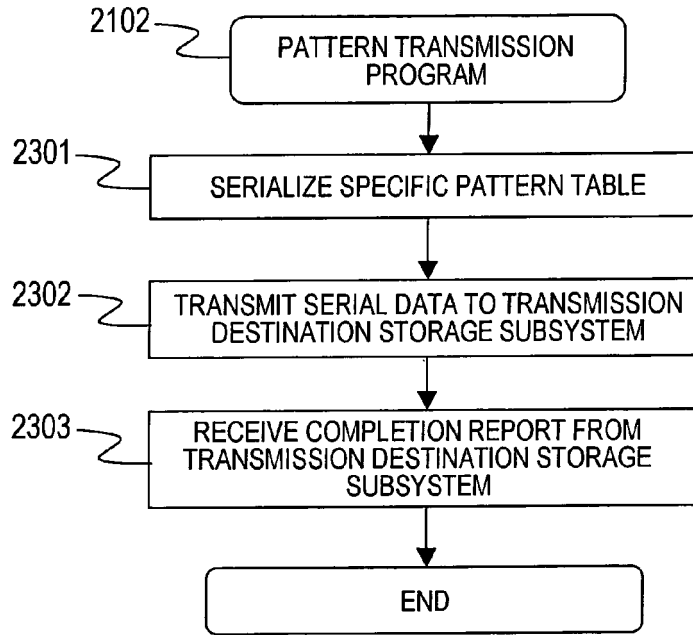 2102
PATTERN TRANSMISSION
PROGRAM
2301
SERIALIZE SPECIFIC PATTERN TABLE
2302
TRANSMIT SERIAL DATA TO TRANSMISSION
DESTINATION STORAGE SUBSYSTEM
2303
RECEIVE COMPLETION REPORT FROM
TRANSMISSION DESTINATION STORAGE
SUBSYSTEM
END